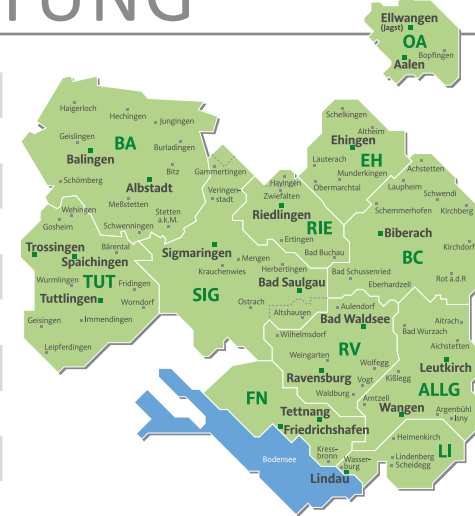 TUNG
Ellwangen
(Jagst)
OA
Bopfingen
Aalen
Haigerloch
Hechingen
Jungingen
Geislingen
BA
Burladingen
Balingen
Bitz
Schömberg
Albstadt
Meßstetten
Gammertingen
Veringen-
stadt
Schelkingen
Altheim
Ehingen
Lauterach
EH
Munderkingen
Obermarchtal
Achstetten
Laupheim
Schwendi
Hayingen
Zwiefalten
Riedlingen
RIE
Schemmerhofen
Kirchberg
Wehingen
Gosheim
Stetten
a.k.M.
Schwenningen
Trossingen
Bärental
Spaichingen
Sigmaringen
Ertingen
Bad Buchau
Biberach
Kirchdorf
BC
Mengen
Krauchenwies
Herbertingen
Bad Schussenried
Wurmlingen
TUT
Fridingen
Tuttlingen
Worndorf
SIG
Bad Saulgau
Eberhardzell
Rot a.d.R
Ostrach
Altshausen
Aulendorf
Geisingen
Immendingen
Bad Waldsee
Aitrach
Bad Wurzach
Leipferdingen
Wilhelmsdorf
RV
Aichstetten
Weingarten
Wolfegg
Leutkirch
Ravensburg
Vogt
Kißlegg
Waldburg
ALLG
FN
Amtzell
Tettnang
Wangen
Argenbühl
Isny
Friedrichshafen
Heimenkirch
LI
Kress-
bronn
Wasser-
burg
Lindenberg
Scheidegg
Bodensee
Lindau